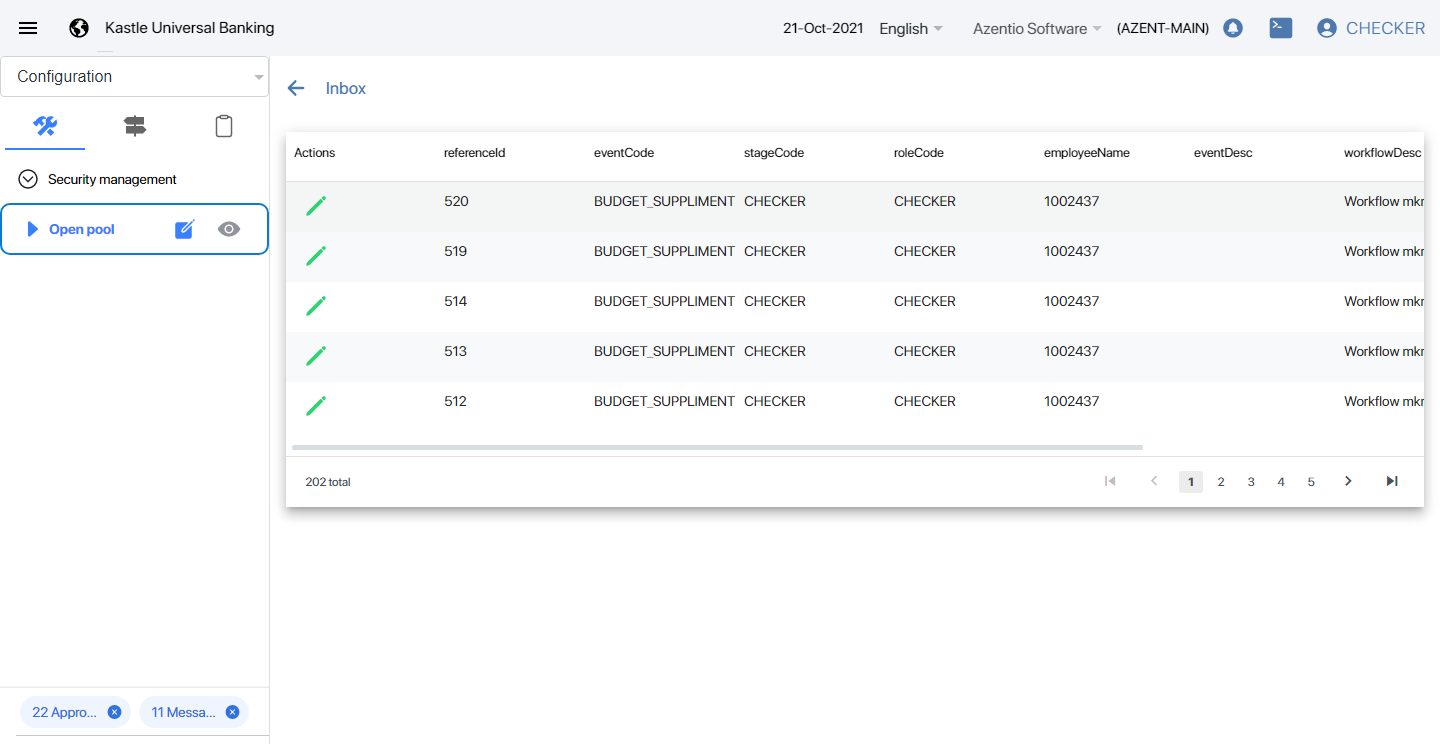 Kastle Universal Banking 21-Oct-2021 English Azentio Software (AZENT-MAIN) CHECKER
Configuration
Inbox
Security management
Open pool
Actions referenceId eventCode stageCode roleCode employeeName eventDesc workflowDesc
520 BUDGET_SUPPLIMENT CHECKER CHECKER 1002437 Workflow mkr
519 BUDGET_SUPPLIMENT CHECKER CHECKER 1002437 Workflow mkr
514 BUDGET_SUPPLIMENT CHECKER CHECKER 1002437 Workflow mkr
513 BUDGET_SUPPLIMENT CHECKER CHECKER 1002437 Workflow mkr
512 BUDGET_SUPPLIMENT CHECKER CHECKER 1002437 Workflow mkr
202 total 1 2 3 4 5
22 Appro... 11 Messa...